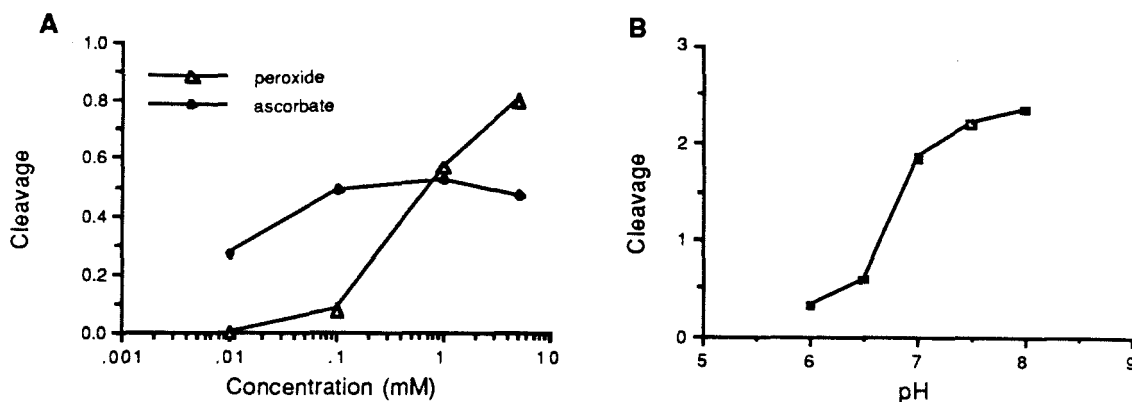 A
1.0
0.8
0.6
0.4
0.2
0.0
Cleavage
peroxide
ascorbate
.001
.01
.1
1
10
Concentration (mM)
B
3
2
1
0
Cleavage
5
6
7
8
9
pH